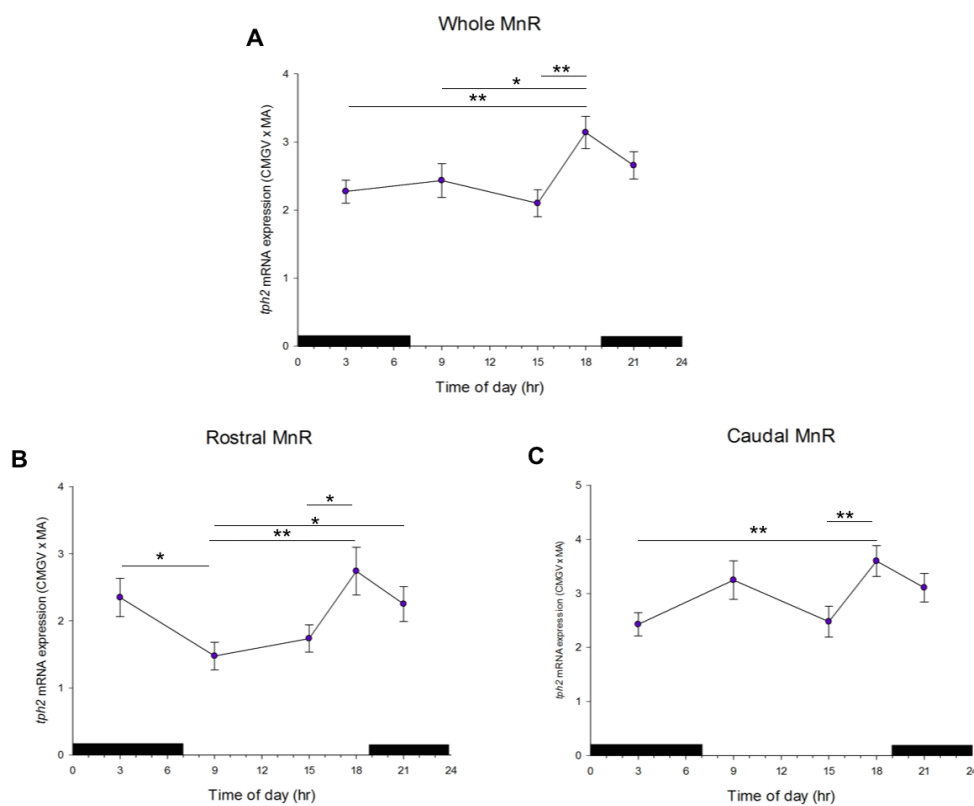 Whole MnR
A
**
*
**
4
3
2
1
0
tph2 mRNA expression (CMGV x MA)
0 3 6 9 12 15 18 21 24
Time of day (hr)
Rostral MnR
B
*
*
**
*
4
3
2
1
0
tph2 mRNA expression (CMGV x MA)
0 3 6 9 12 15 18 21 24
Time of day (hr)
Caudal MnR
C
**
**
5
4
3
2
1
0
tph2 mRNA expression (CMGV x MA)
0 3 6 9 12 15 18 21 24
Time of day (hr)